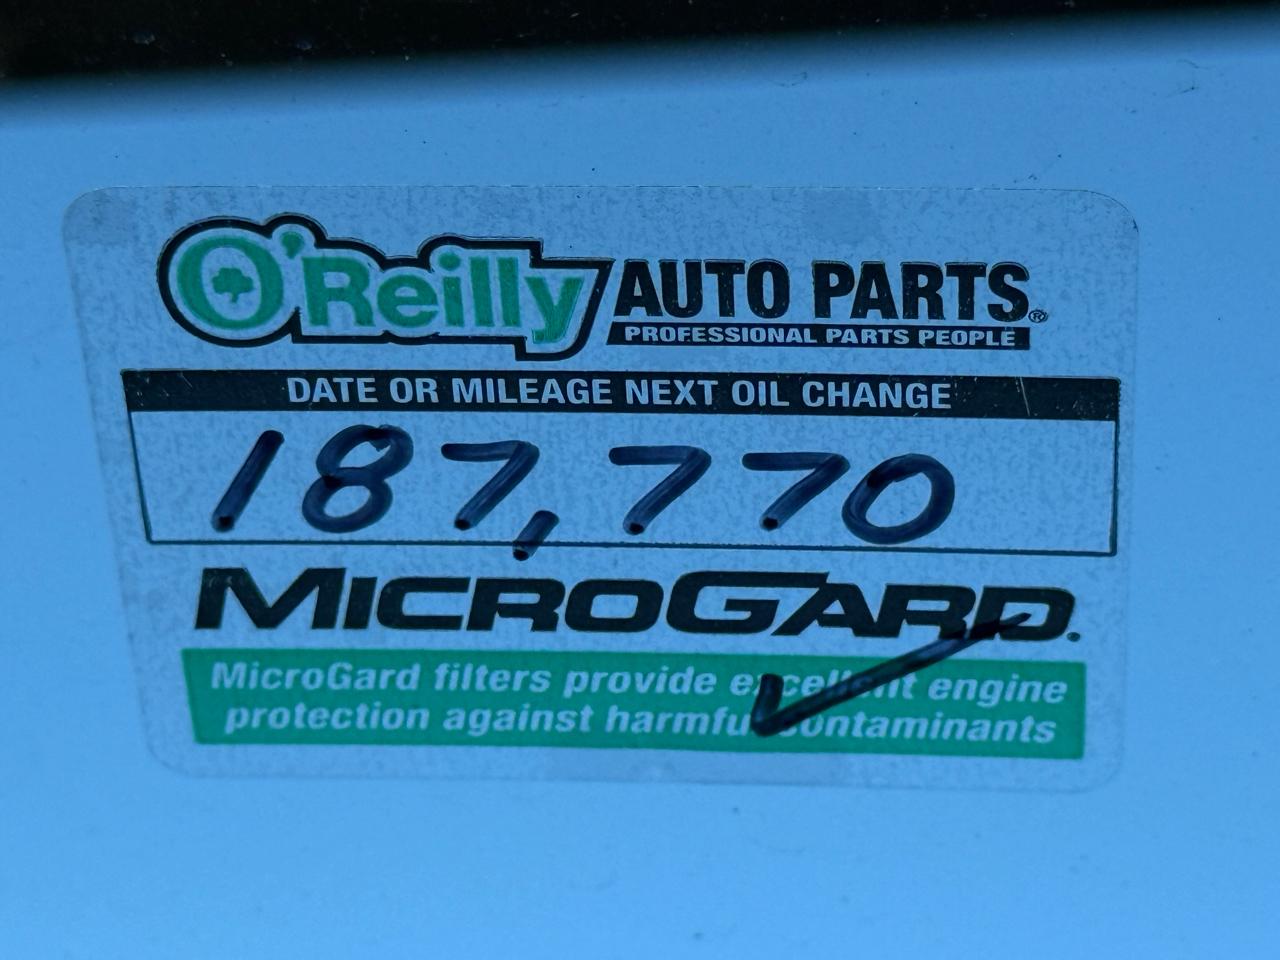 O'Reilly AUTO PARTS®
PROFESSIONAL PARTS PEOPLE
DATE OR MILEAGE NEXT OIL CHANGE
187,770
MICROGARD.
MicroGard filters provide excellent engine
protection against harmful contaminants